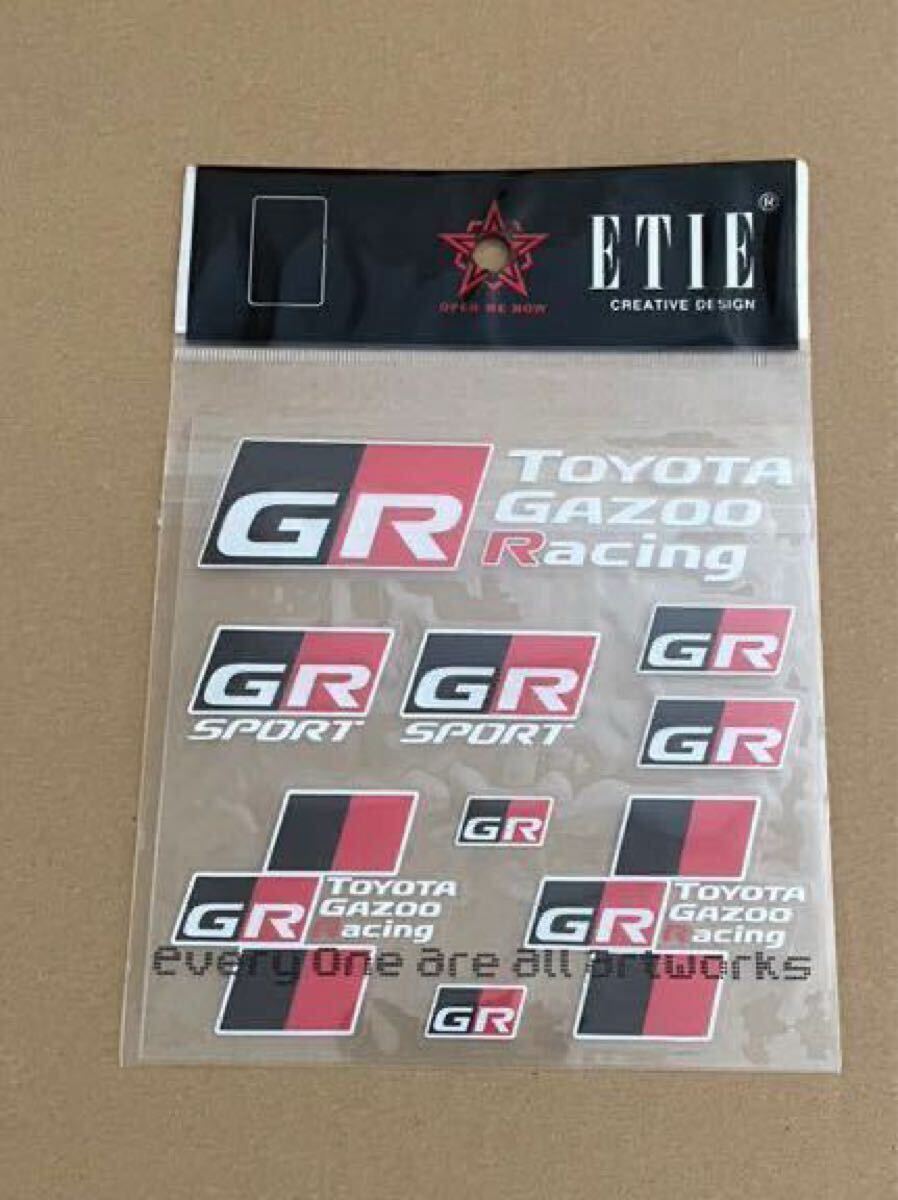 ETIE®
CREATIVE DESIGN
OPEN ME NOW
GR TOYOTA
GAZOO
Racing
GR
SPORT
GR
SPORT
GR
GR
GR
GR TOYOTA
GAZOO
Racing
GR TOYOTA
GAZOO
Racing
every one are all artworks
GR